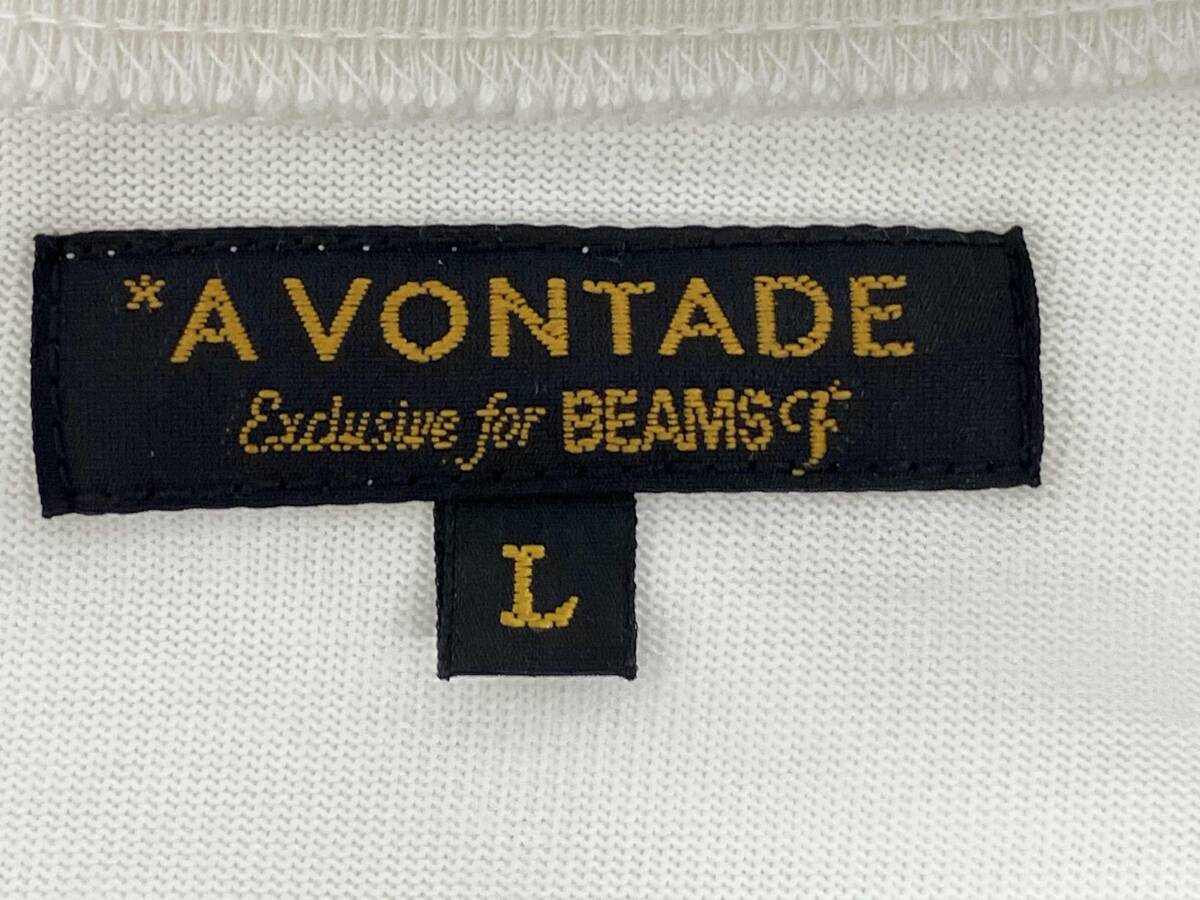 *A VONTADE
Exclusive for BEAMS F
L